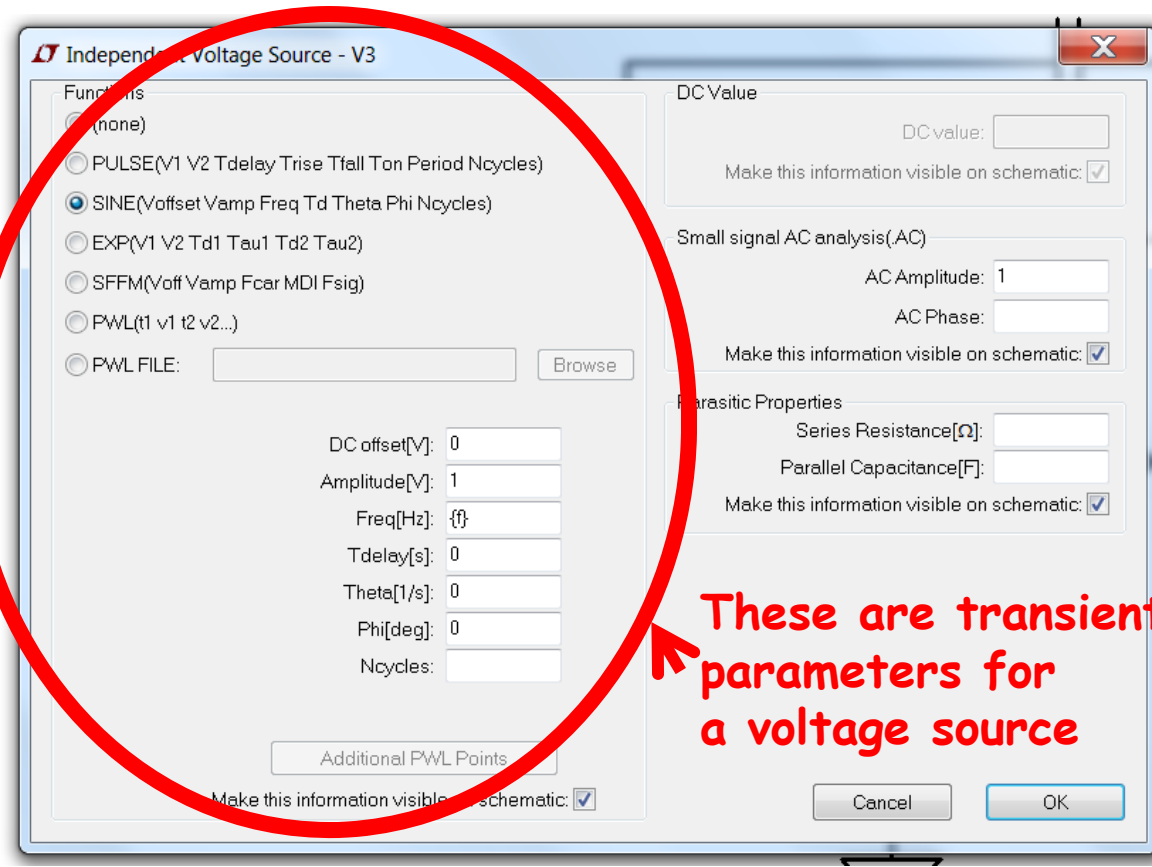 Independent Voltage Source - V3
Functions
(none)
PULSE(V1 V2 Tdelay Trise Tfall Ton Period Ncycles)
SINE(Voffset Vamp Freq Td Theta Phi Ncycles)
EXP(V1 V2 Td1 Tau1 Td2 Tau2)
SFFM(Voff Vamp Fcar MDI Fsig)
PWL(t1 v1 t2 v2...)
PWL FILE: Browse
DC offset[V]: 0
Amplitude[V]: 1
Freq[Hz]: {f}
Tdelay[s]: 0
Theta[1/s]: 0
Phi[deg]: 0
Ncycles:
Additional PWL Points
Make this information visible on schematic:
DC Value
DC value:
Make this information visible on schematic:
Small signal AC analysis(.AC)
AC Amplitude: 1
AC Phase:
Make this information visible on schematic:
Parasitic Properties
Series Resistance[Ω]:
Parallel Capacitance[F]:
Make this information visible on schematic:
These are transient
parameters for
a voltage source
Cancel OK